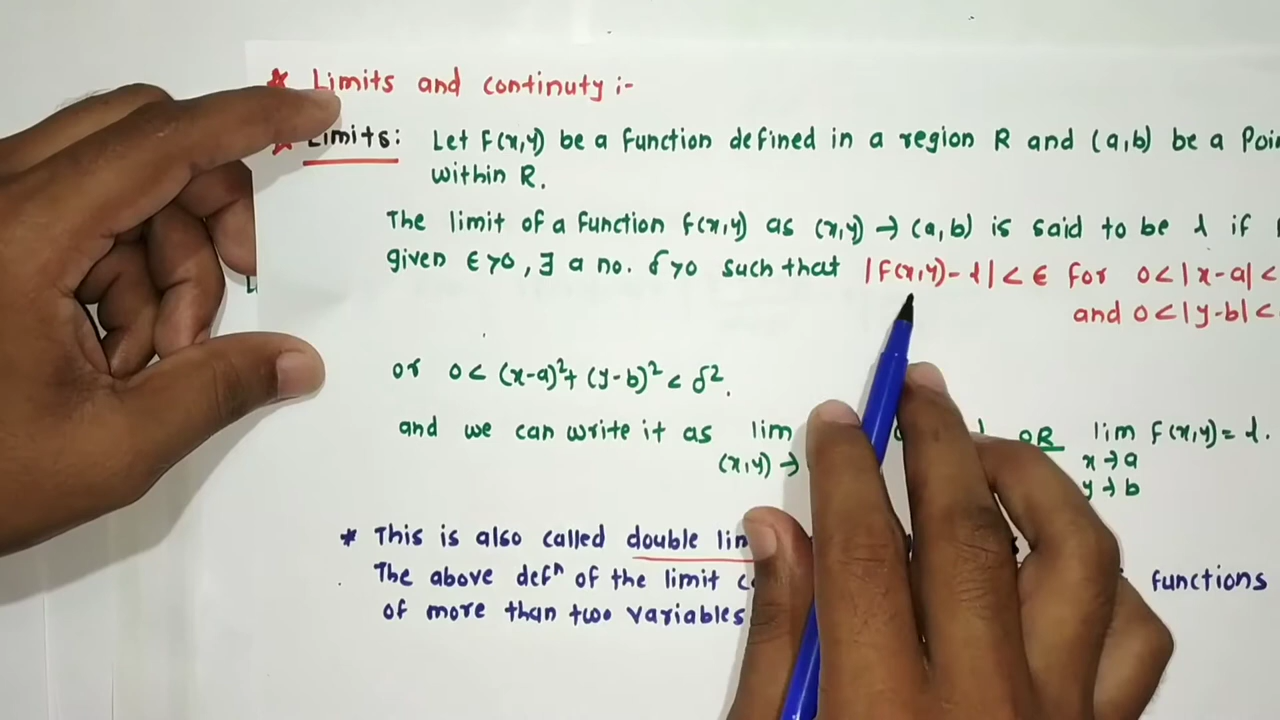 * Limits and continuty :-
* Limits: Let F(x,y) be a function defined in a region R and (a,b) be a
within R.
The limit of a function F(x,y) as (x,y) → (a,b) is said to be l if
given ∈ >0, ∃ a no. δ >0 such that |F(x,y) - l| < ∈ for 0 < |x-a| <
and 0 < |y-b| <
or 0 < (x-a)² + (y-b)² < δ².
and we can write it as lim OR lim F(x,y) = l.
(x,y) → x → a
y → b
* This is also called double
The above defⁿ of the limit functions
of more than two variables